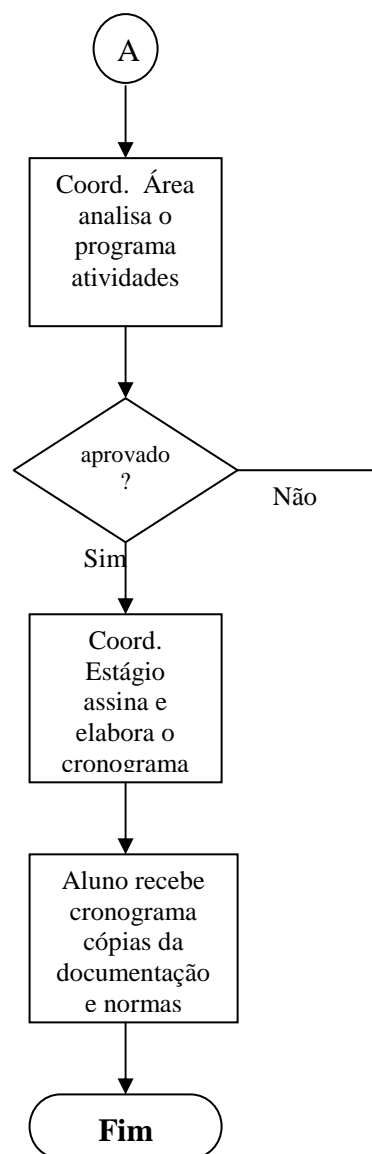 A
Coord. Área
analisa o
programa
atividades
aprovado
?
Não
Sim
Coord.
Estágio
assina e
elabora o
cronograma
Aluno recebe
cronograma
cópias da
documentação
e normas
Fim